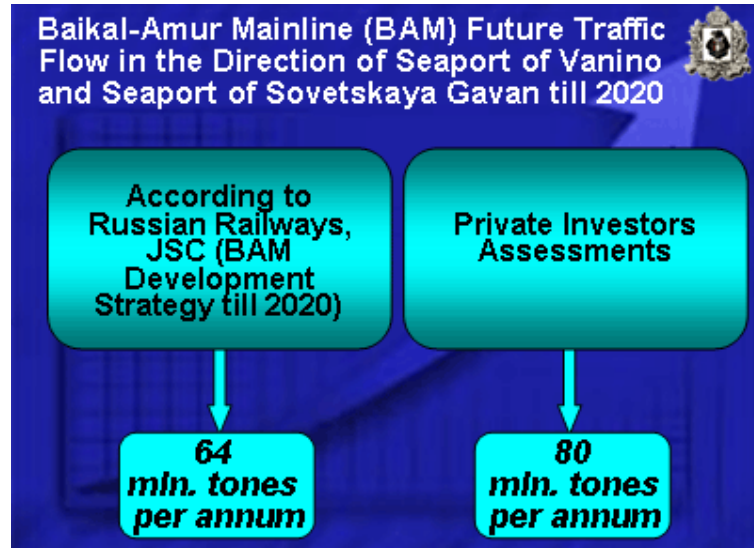 Baikal-Amur Mainline (BAM) Future Traffic
Flow in the Direction of Seaport of Vanino
and Seaport of Sovetskaya Gavan till 2020
According to
Russian Railways,
JSC (BAM
Development
Strategy till 2020)
Private Investors
Assessments
64
mln. tones
per annum
80
mln. tones
per annum